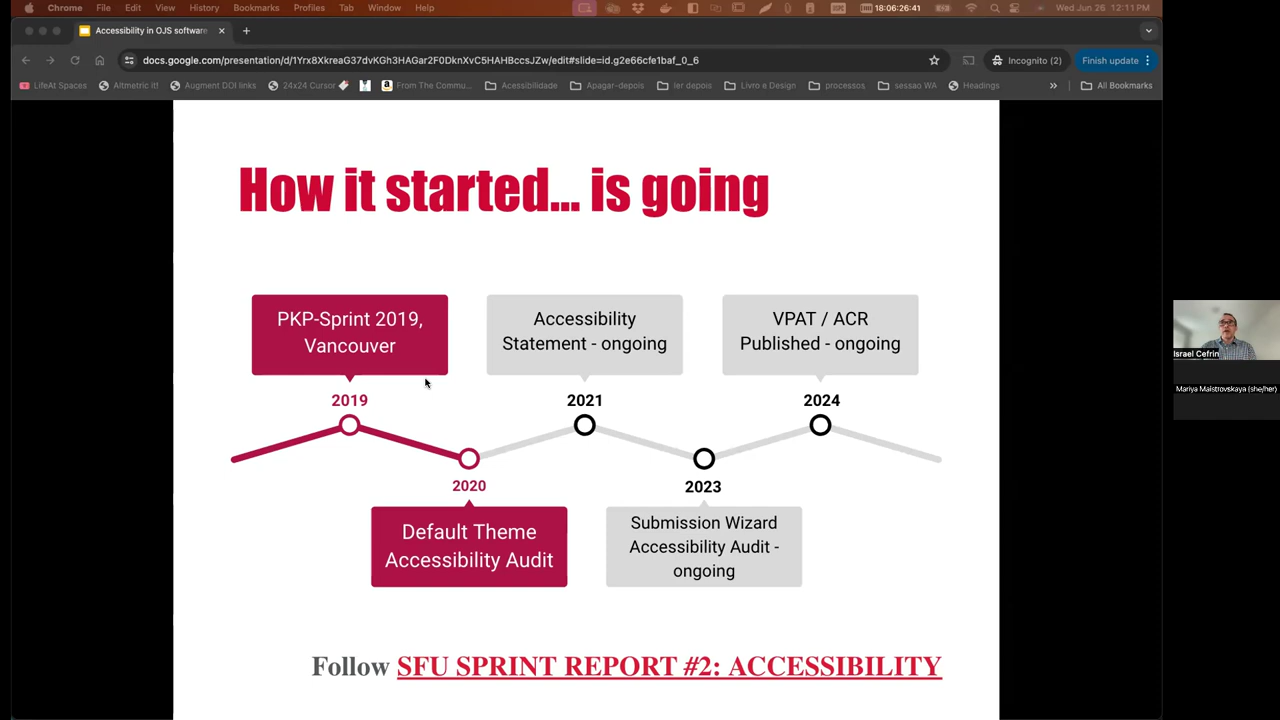 Chrome File Edit View History Bookmarks Profiles Tab Window Help 18:06:26:41 Wed Jun 26 12:11 PM
Accessibility in OJS software
docs.google.com/presentation/d/1Yrx8XkreaG37dvKGh3HAGar2F0DknXvC5HAHBccsJZw/edit#slide=id.g2e66cfe1baf_0_6 Incognito (2) Finish update
LifeAt Spaces Altmetric it! Augment DOI links 24x24 Cursor From The Commu... Acessibilidade Apagar-depois ler depois Livro e Design processos sessao WA Headings » All Bookmarks
How it started... is going
PKP-Sprint 2019,
Vancouver
Accessibility
Statement - ongoing
VPAT / ACR
Published - ongoing
2019
2021
2024
2020
2023
Default Theme
Accessibility Audit
Submission Wizard
Accessibility Audit -
ongoing
Follow SFU SPRINT REPORT #2: ACCESSIBILITY
Israel Cefrin
Mariya Maistrovskaya (she/her)